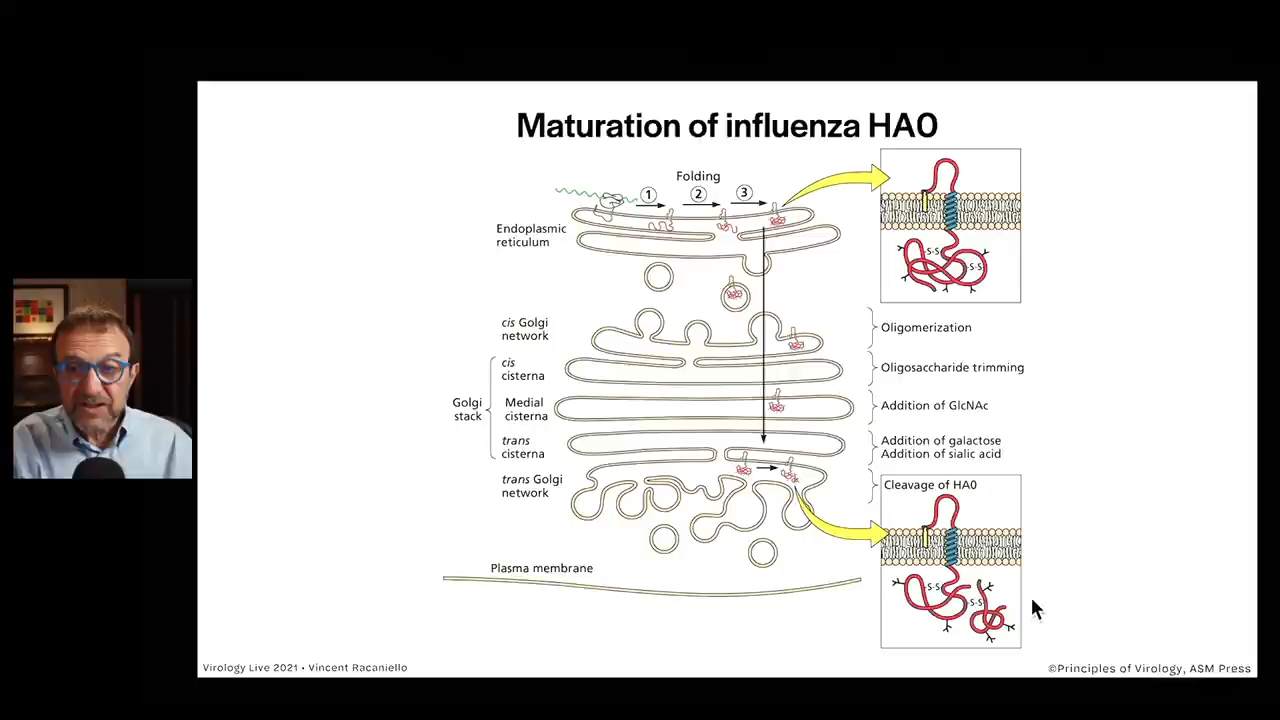 Maturation of influenza HA0
Folding
1
2
3
Endoplasmic
reticulum
-S-S-
-S-S-
cis Golgi
network
Oligomerization
cis
cisterna
Oligosaccharide trimming
Golgi
stack
Medial
cisterna
Addition of GlcNAc
trans
cisterna
Addition of galactose
Addition of sialic acid
trans Golgi
network
Cleavage of HA0
-S-S-
-S-S-
Plasma membrane
Virology Live 2021 • Vincent Racaniello
©Principles of Virology, ASM Press